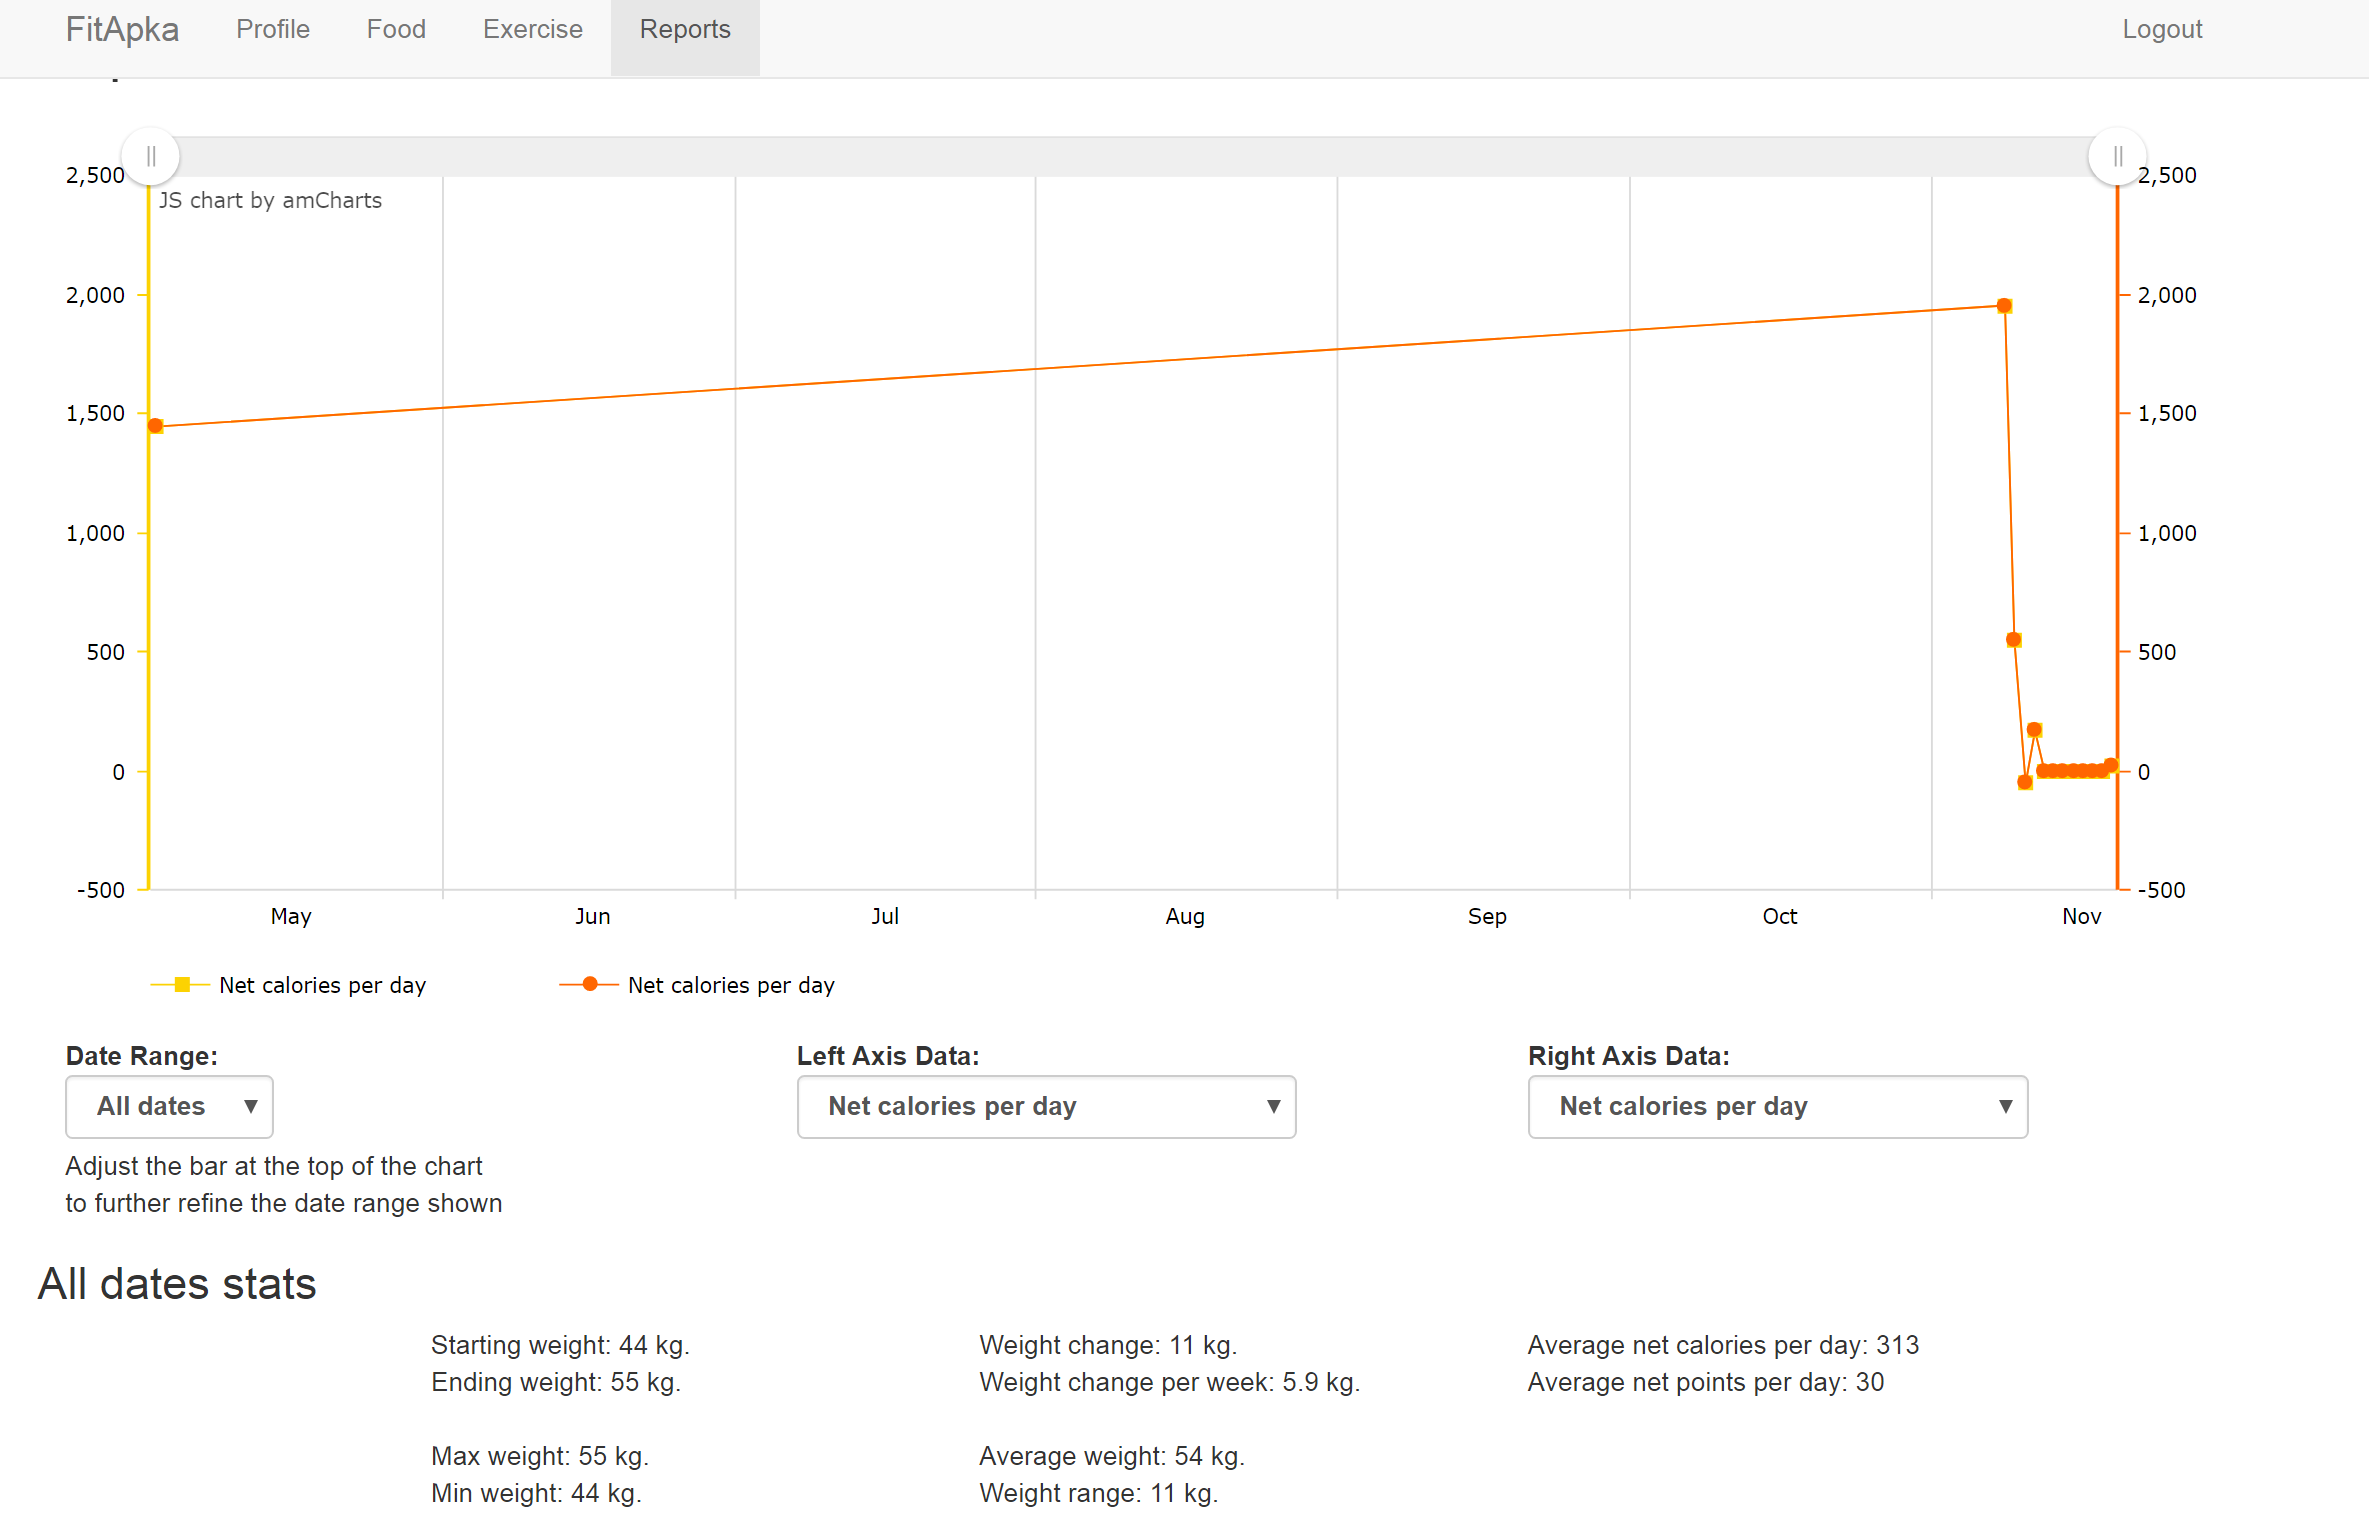 FitApka Profile Food Exercise Reports Logout
2,500 2,500
JS chart by amCharts
2,000 2,000
1,500 1,500
1,000 1,000
500 500
0 0
-500 -500
May Jun Jul Aug Sep Oct Nov
Net calories per day Net calories per day
Date Range: Left Axis Data: Right Axis Data:
All dates Net calories per day Net calories per day
Adjust the bar at the top of the chart
to further refine the date range shown
All dates stats
Starting weight: 44 kg. Weight change: 11 kg. Average net calories per day: 313
Ending weight: 55 kg. Weight change per week: 5.9 kg. Average net points per day: 30
Max weight: 55 kg. Average weight: 54 kg.
Min weight: 44 kg. Weight range: 11 kg.